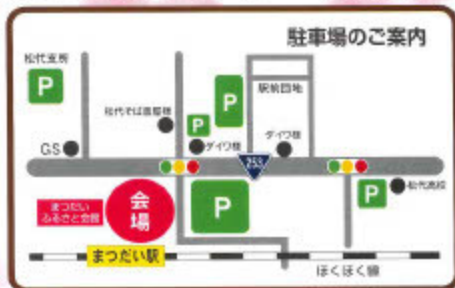 駐車場のご案内
松代支所
P
P
駅前団地
松代そば善屋様
P
ダイワ様
ダイワ様
GS
253
まつだい
ふるさと会館
会場
P
P
松代高校
まつだい駅
ほくほく線